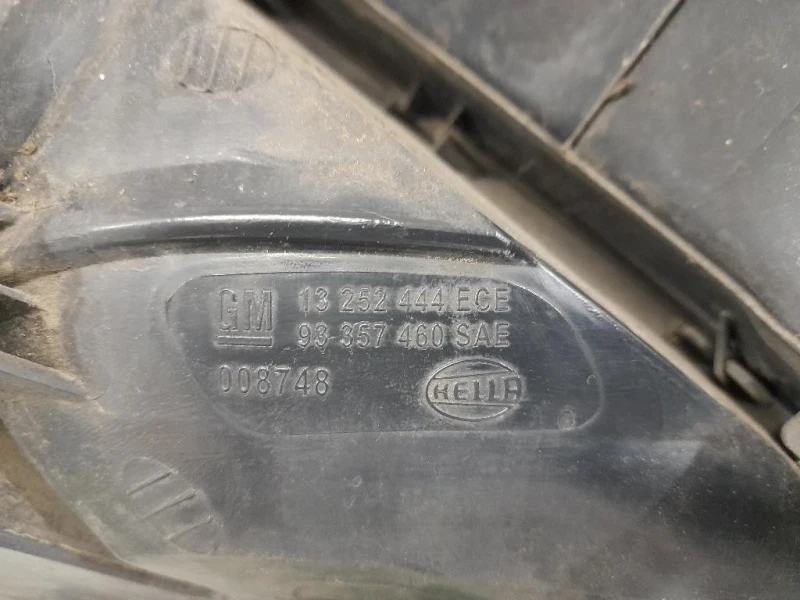 GM 13 252 444 ECE
93 357 460 SAE
008748 HELLA